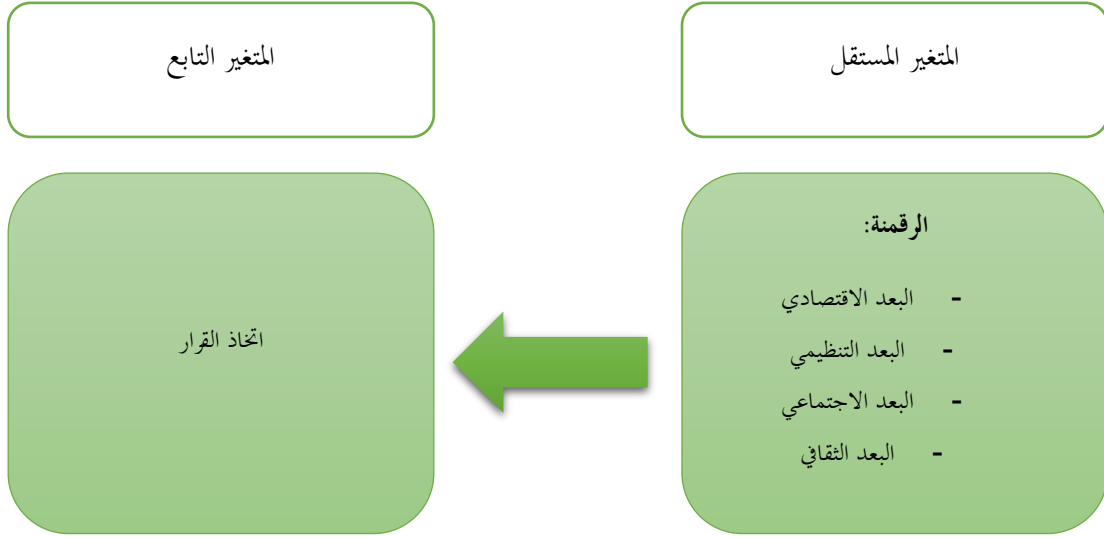 المتغير المستقل
المتغير التابع
الرقمنة:
- البعد الاقتصادي
- البعد التنظيمي
- البعد الاجتماعي
- البعد الثقافي
اتخاذ القرار